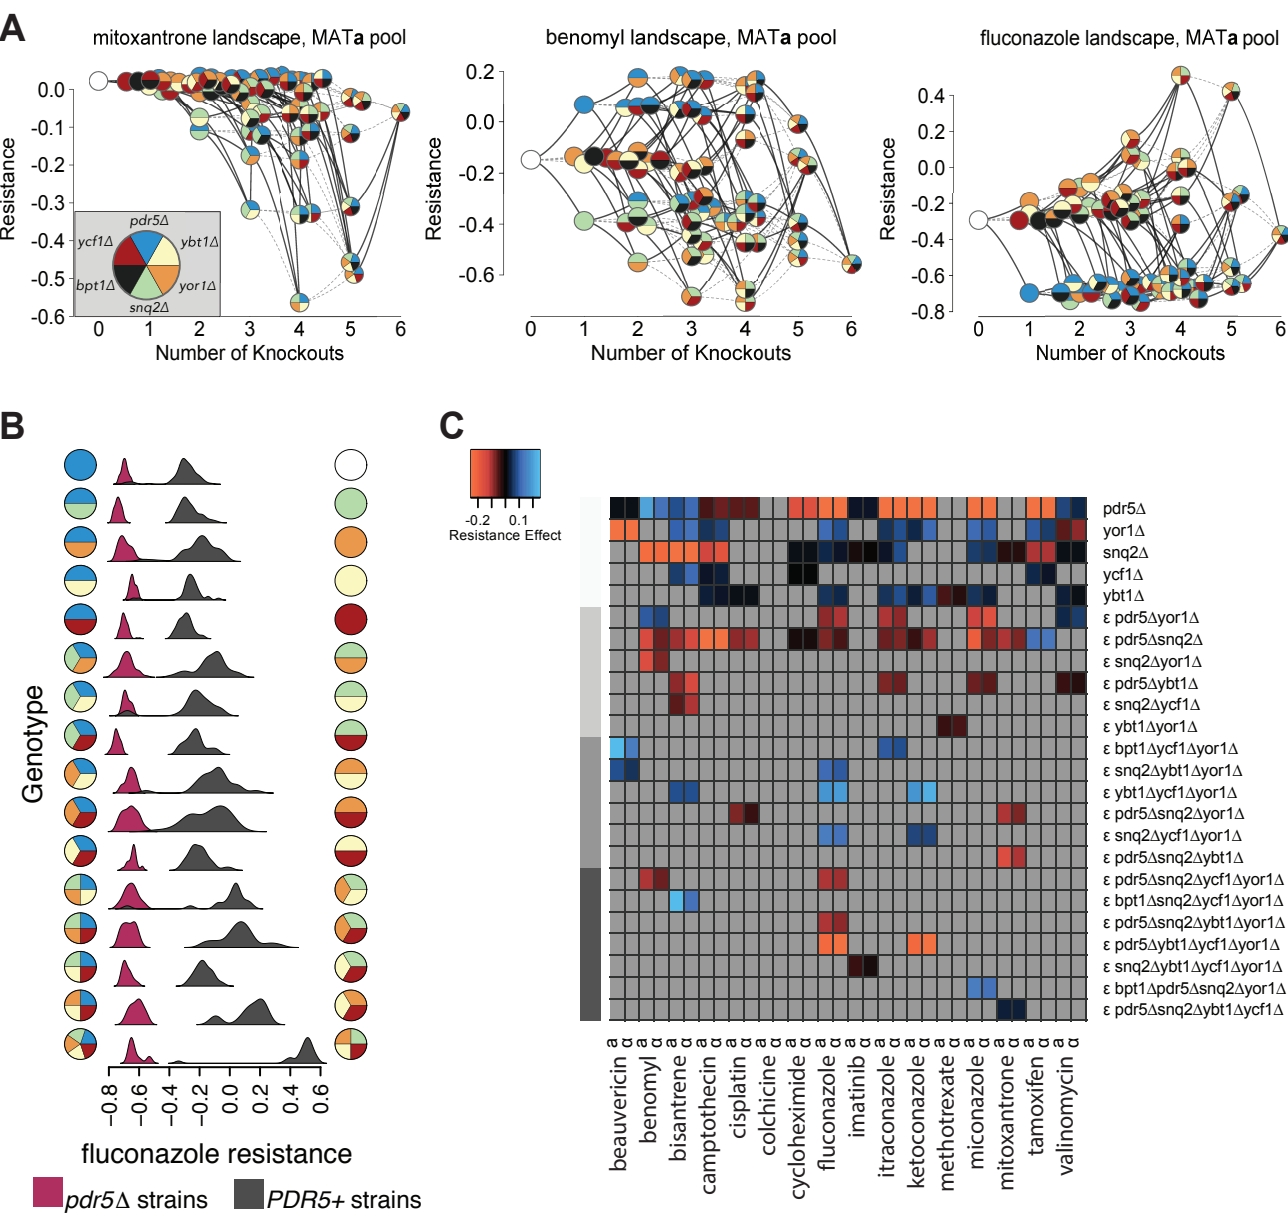 A
mitoxantrone landscape, MATa pool
benomyl landscape, MATa pool
fluconazole landscape, MATa pool
Resistance
0.0
-0.1
-0.2
-0.3
-0.4
-0.5
-0.6
pdr5Δ
ycf1Δ
ybt1Δ
bpt1Δ
yor1Δ
snq2Δ
0 1 2 3 4 5 6
Number of Knockouts
Resistance
0.2
0.0
-0.2
-0.4
-0.6
0 1 2 3 4 5 6
Number of Knockouts
Resistance
0.4
0.2
0.0
-0.2
-0.4
-0.6
-0.8
0 1 2 3 4 5 6
Number of Knockouts
B
Genotype
−0.8 −0.6 −0.4 −0.2 0.0 0.2 0.4 0.6
fluconazole resistance
pdr5Δ strains
PDR5+ strains
C
-0.2 0.1
Resistance Effect
pdr5Δ
yor1Δ
snq2Δ
ycf1Δ
ybt1Δ
ε pdr5Δyor1Δ
ε pdr5Δsnq2Δ
ε snq2Δyor1Δ
ε pdr5Δybt1Δ
ε snq2Δycf1Δ
ε ybt1Δyor1Δ
ε bpt1Δycf1Δyor1Δ
ε snq2Δybt1Δyor1Δ
ε ybt1Δycf1Δyor1Δ
ε pdr5Δsnq2Δyor1Δ
ε snq2Δycf1Δyor1Δ
ε pdr5Δsnq2Δybt1Δ
ε pdr5Δsnq2Δycf1Δyor1Δ
ε bpt1Δsnq2Δycf1Δyor1Δ
ε pdr5Δsnq2Δybt1Δyor1Δ
ε pdr5Δybt1Δycf1Δyor1Δ
ε snq2Δybt1Δycf1Δyor1Δ
ε bpt1Δpdr5Δsnq2Δyor1Δ
ε pdr5Δsnq2Δybt1Δycf1Δ
a α a α a α a α a α a α a α a α a α a α a α a α a α a α a α a α
beauvericin
benomyl
bisantrene
camptothecin
cisplatin
colchicine
cycloheximide
fluconazole
imatinib
itraconazole
ketoconazole
methotrexate
miconazole
mitoxantrone
tamoxifen
valinomycin